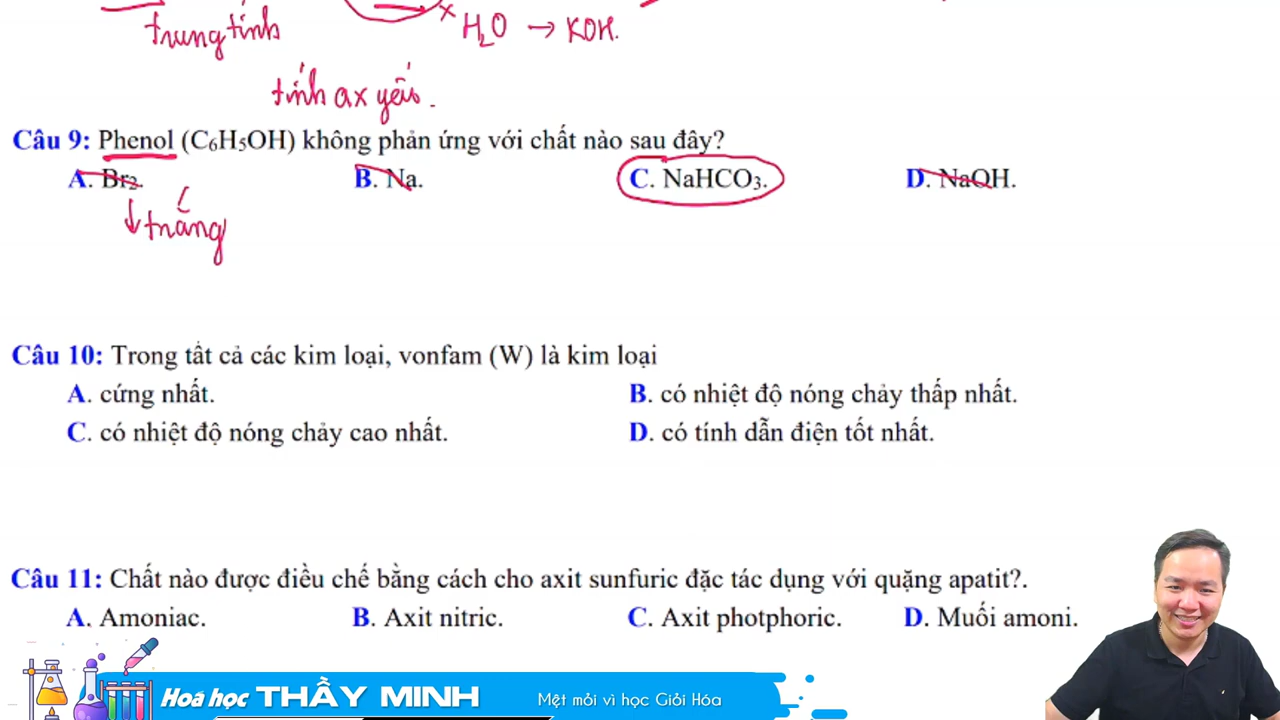 trung tính
H₂O → KOH.
tính ax yếu.
Câu 9: Phenol (C₆H₅OH) không phản ứng với chất nào sau đây?
A. Br₂. B. Na. C. NaHCO₃. D. NaOH.
↓ trắng
Câu 10: Trong tất cả các kim loại, vonfam (W) là kim loại
A. cứng nhất. B. có nhiệt độ nóng chảy thấp nhất.
C. có nhiệt độ nóng chảy cao nhất. D. có tính dẫn điện tốt nhất.
Câu 11: Chất nào được điều chế bằng cách cho axit sunfuric đặc tác dụng với quặng apatit?.
A. Amoniac. B. Axit nitric. C. Axit photphoric. D. Muối amoni.
Hoá học THẦY MINH Mệt mỏi vì học Giỏi Hóa